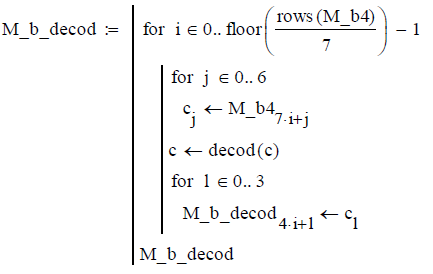 M_b_decod := for i ∈ 0.. floor(rows(M_b4)/7) − 1
for j ∈ 0.. 6
c_j ← M_b4_{7·i+j}
c ← decod(c)
for l ∈ 0.. 3
M_b_decod_{4·i+l} ← c_l
M_b_decod